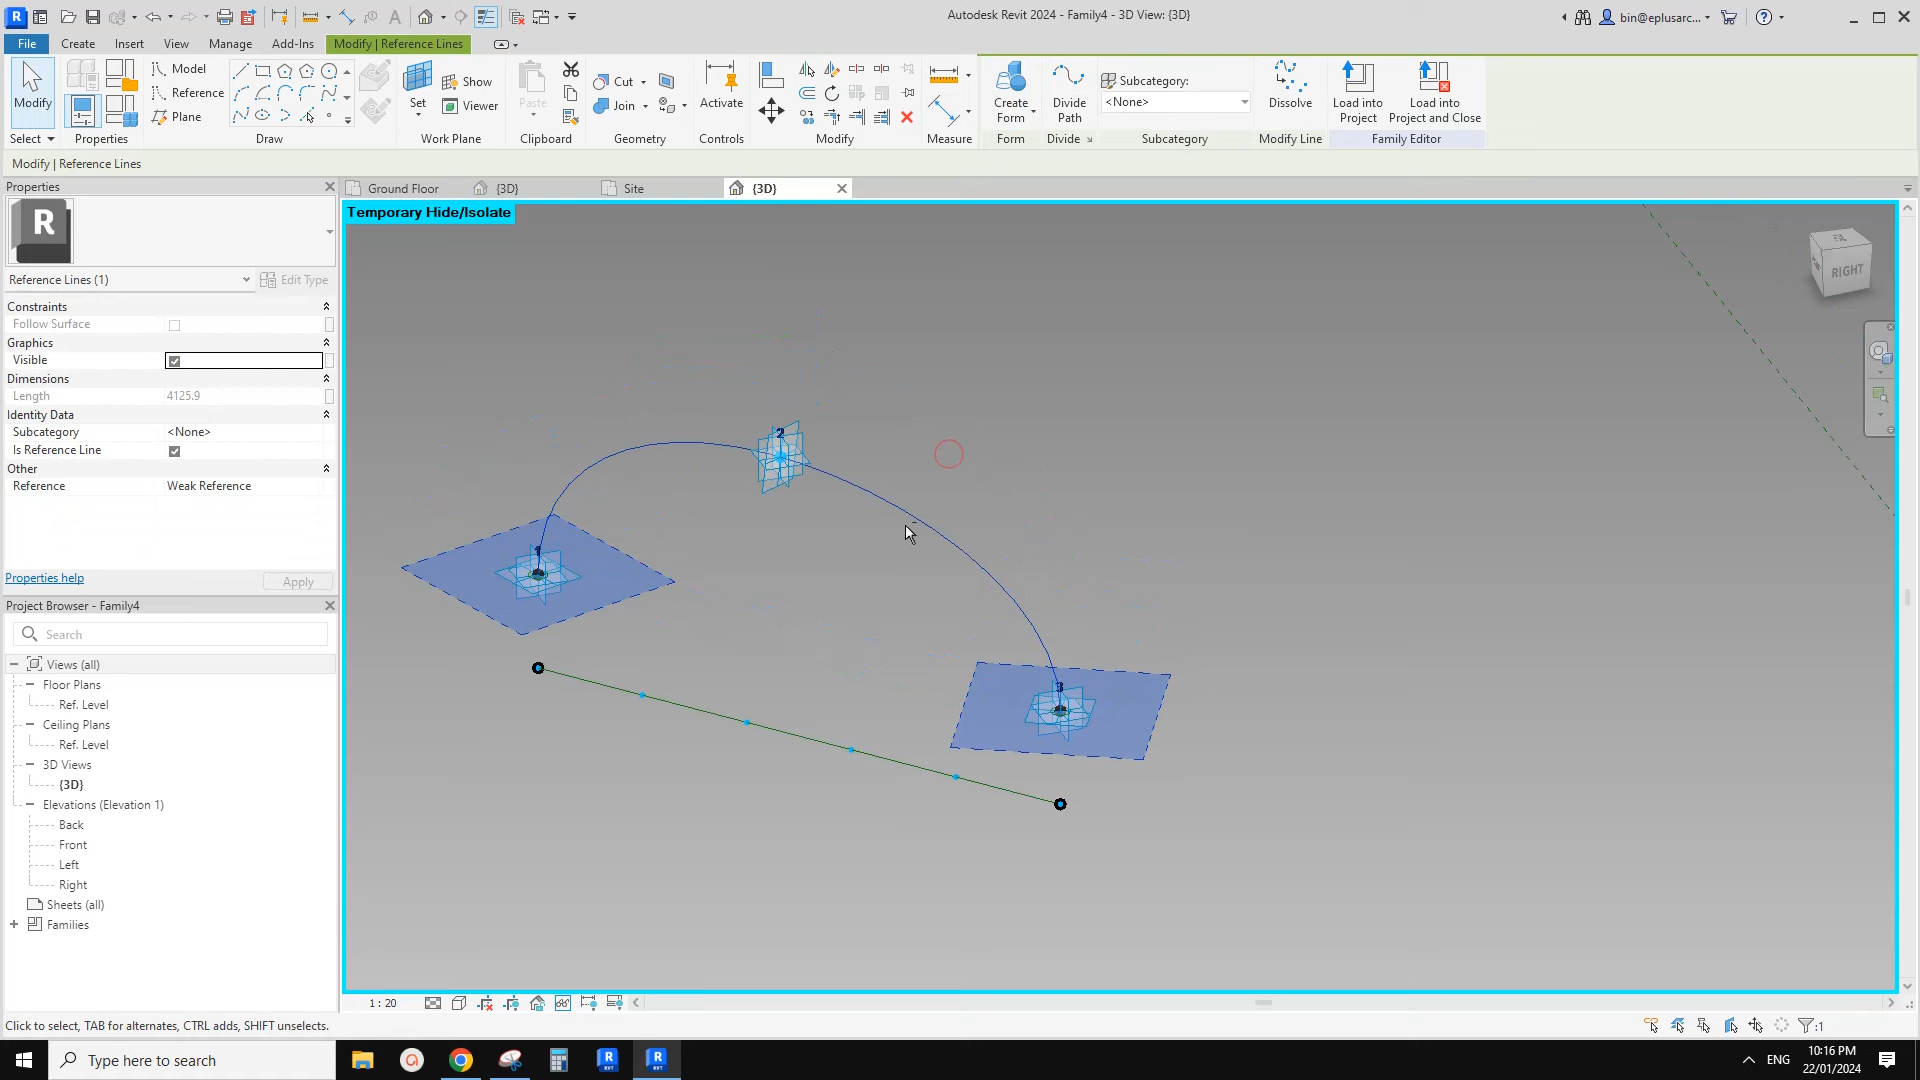 Autodesk Revit 2024 - Family4 - 3D View: {3D}
bin@eplusarc...
File
Create
Insert
View
Manage
Add-Ins
Modify | Reference Lines
Modify
Model
Reference
Plane
Set
Show
Viewer
Paste
Cut
Join
Activate
Create
Form
Divide
Path
Subcategory:
<None>
Dissolve
Load into
Project
Load into
Project and Close
Select
Properties
Draw
Work Plane
Clipboard
Geometry
Controls
Modify
Measure
Form
Divide
Subcategory
Modify Line
Family Editor
Modify | Reference Lines
Properties
Ground Floor
{3D}
Site
{3D}
Temporary Hide/Isolate
R
Reference Lines (1)
Edit Type
Constraints
Follow Surface
Graphics
Visible
Dimensions
Length 4125.9
Identity Data
Subcategory <None>
Is Reference Line
Other
Reference Weak Reference
Properties help
Apply
RIGHT
2
1
3
Project Browser - Family4
Search
Views (all)
Floor Plans
Ref. Level
Ceiling Plans
Ref. Level
3D Views
{3D}
Elevations (Elevation 1)
Back
Front
Left
Right
Sheets (all)
Families
1 : 20
Click to select, TAB for alternates, CTRL adds, SHIFT unselects.
:1
Type here to search
ENG
10:16 PM
22/01/2024